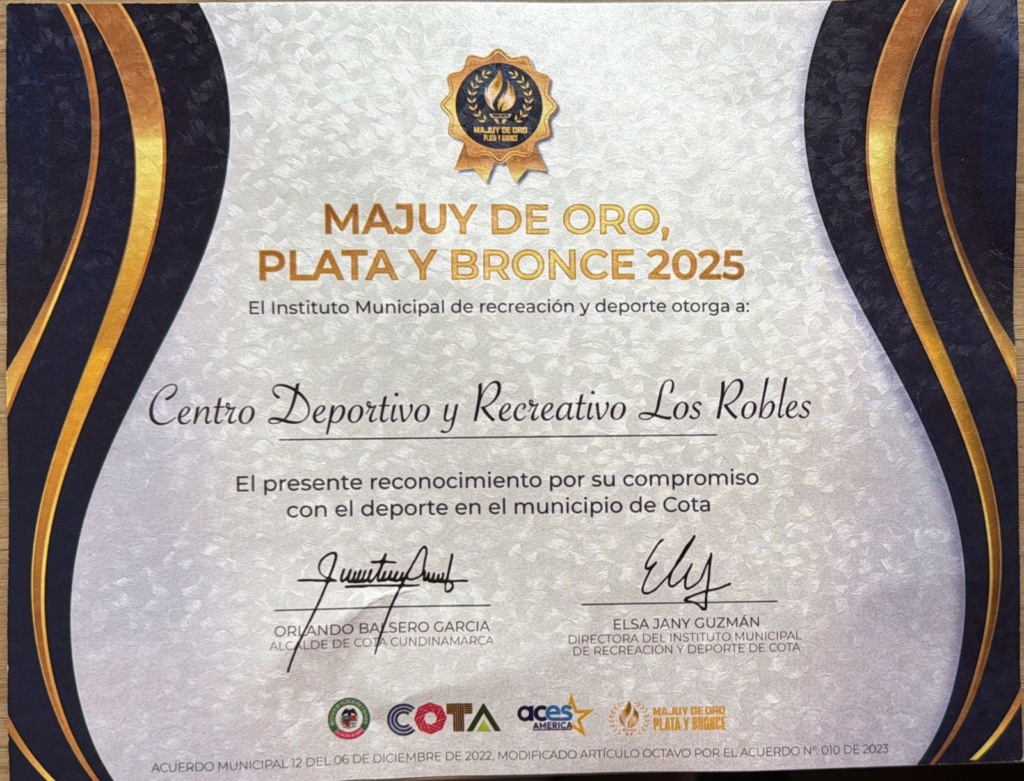 MAJUY DE ORO
PLATA Y BRONCE
MAJUY DE ORO,
PLATA Y BRONCE 2025
El Instituto Municipal de recreación y deporte otorga a:
Centro Deportivo y Recreativo Los Robles
El presente reconocimiento por su compromiso
con el deporte en el municipio de Cota
ORLANDO BALSERO GARCIA
ALCALDE DE COTA CUNDINAMARCA
ELSA JANY GUZMÁN
DIRECTORA DEL INSTITUTO MUNICIPAL
DE RECREACIÓN Y DEPORTE DE COTA
COTA
aces
AMERICA
MAJUY DE ORO
PLATA Y BRONCE
ACUERDO MUNICIPAL 12 DEL 06 DE DICIEMBRE DE 2022, MODIFICADO ARTÍCULO OCTAVO POR EL ACUERDO Nº. 010 DE 2023